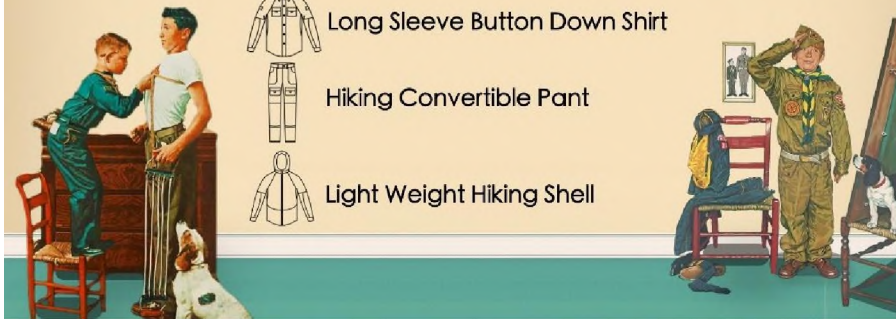 Long Sleeve Button Down Shirt
Hiking Convertible Pant
Light Weight Hiking Shell